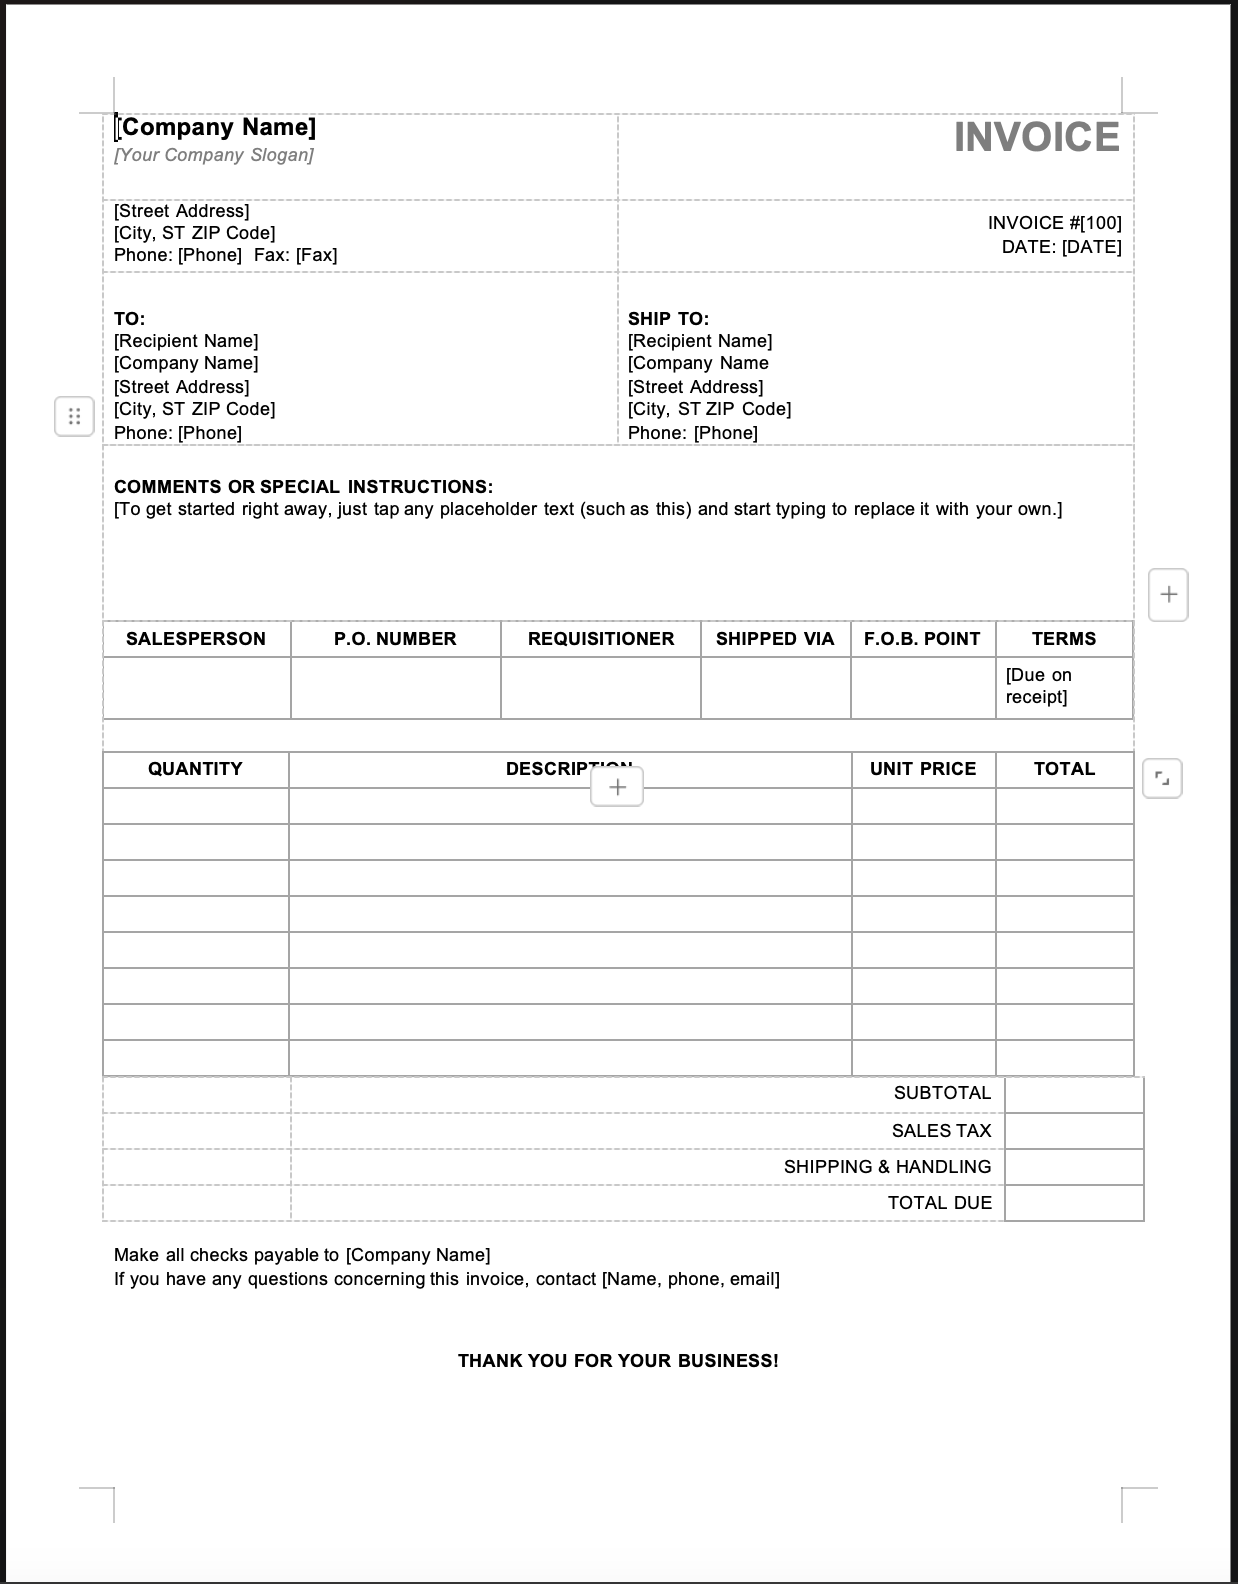 [Company Name]
[Your Company Slogan]
INVOICE
[Street Address]
[City, ST ZIP Code]
Phone: [Phone]  Fax: [Fax]
INVOICE #[100]
DATE: [DATE]
TO:
[Recipient Name]
[Company Name]
[Street Address]
[City, ST ZIP Code]
Phone: [Phone]
SHIP TO:
[Recipient Name]
[Company Name
[Street Address]
[City, ST ZIP Code]
Phone: [Phone]
COMMENTS OR SPECIAL INSTRUCTIONS:
[To get started right away, just tap any placeholder text (such as this) and start typing to replace it with your own.]
SALESPERSON P.O. NUMBER REQUISITIONER SHIPPED VIA F.O.B. POINT TERMS
[Due on
receipt]
QUANTITY DESCRIPTION UNIT PRICE TOTAL
SUBTOTAL
SALES TAX
SHIPPING & HANDLING
TOTAL DUE
Make all checks payable to [Company Name]
If you have any questions concerning this invoice, contact [Name, phone, email]
THANK YOU FOR YOUR BUSINESS!